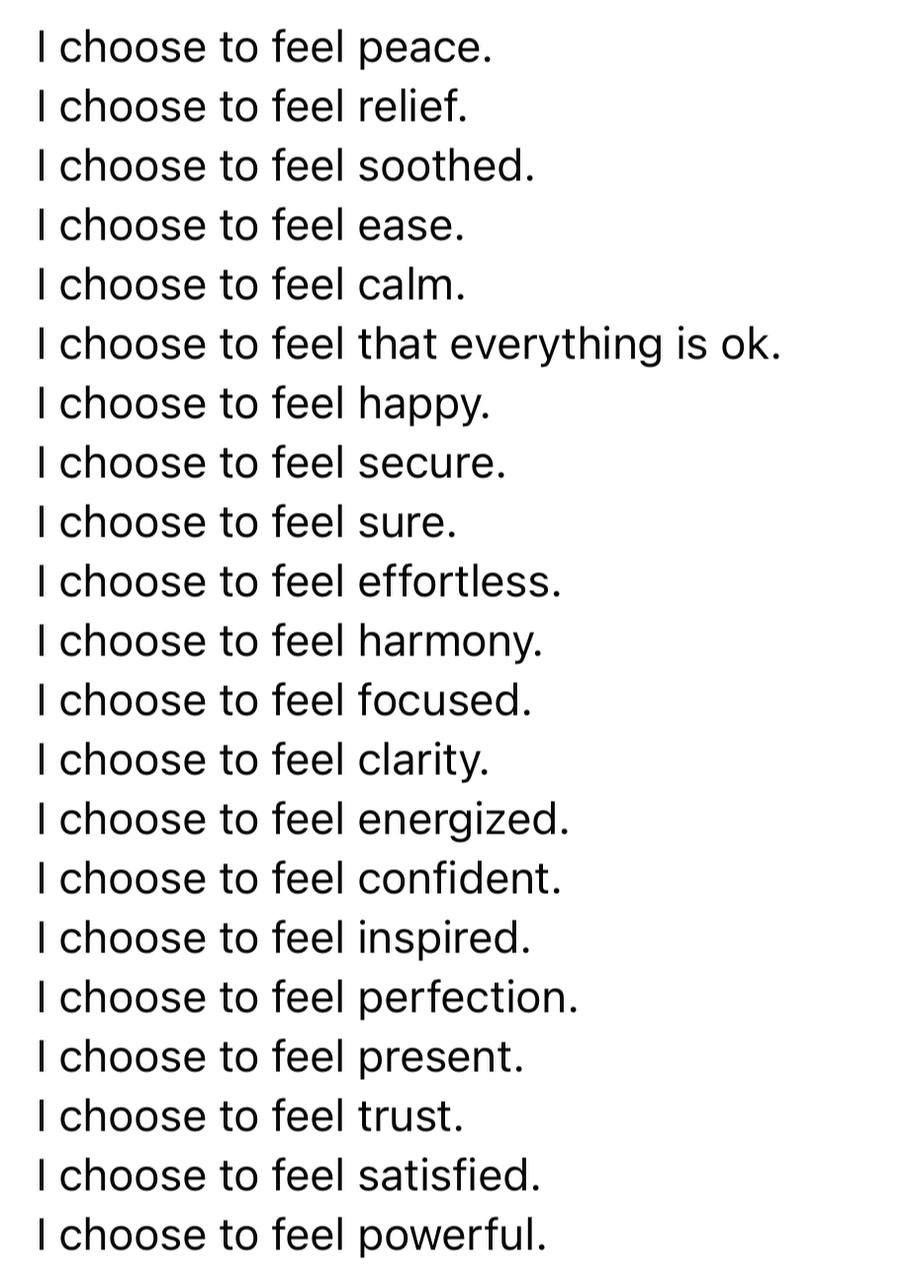 I choose to feel peace.
I choose to feel relief.
I choose to feel soothed.
I choose to feel ease.
I choose to feel calm.
I choose to feel that everything is ok.
I choose to feel happy.
I choose to feel secure.
I choose to feel sure.
I choose to feel effortless.
I choose to feel harmony.
I choose to feel focused.
I choose to feel clarity.
I choose to feel energized.
I choose to feel confident.
I choose to feel inspired.
I choose to feel perfection.
I choose to feel present.
I choose to feel trust.
I choose to feel satisfied.
I choose to feel powerful.